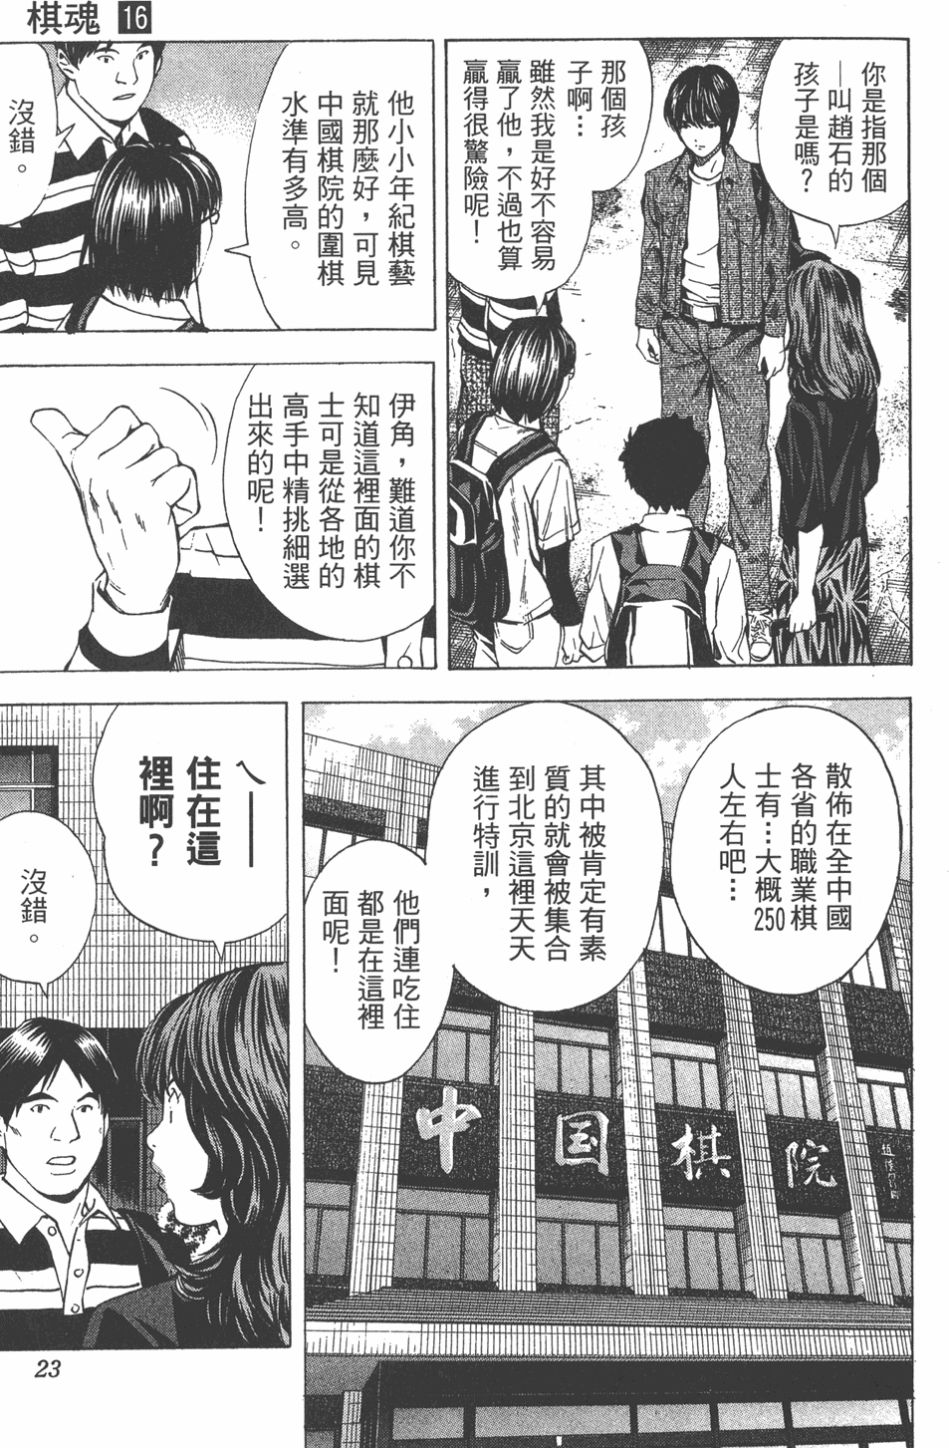 棋魂 16
你是指那個
—叫趙石的
孩子是嗎?
那個孩
子啊…
雖然我是好不容易
贏了他,不過也算
贏得很驚險呢!
他小小年紀棋藝
就那麼好,可見
中國棋院的圍棋
水準有多高。
沒錯。
伊角,難道你不
知道這裡面的棋
士可是從各地的
高手中精挑細選
出來的呢!
散佈在全中國
各省的職業棋
士有…大概250
人左右吧…
其中被肯定有素
質的就會被集合
到北京這裡天天
進行特訓,
他們連吃住
都是在這裡
面呢!
中国棋院
ㄟ——
住在這
裡啊?
沒錯。
23